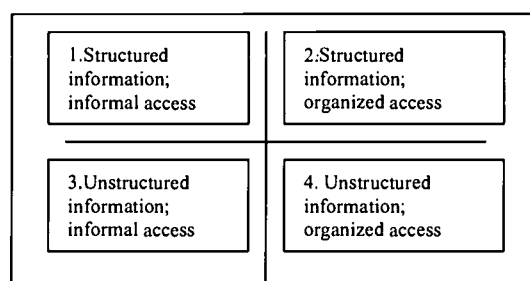 1.Structured
information;
informal access
2.Structured
information;
organized access
3.Unstructured
information;
informal access
4. Unstructured
information;
organized access